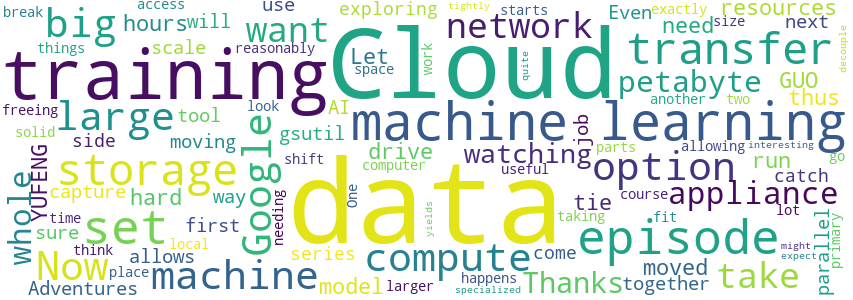 break access use exploring tightly starts Even exactly resources
things big hours will want Let network need size next decouple
scale reasonably space work quite transfer
training Cloud petabyte GUO
freeing large tool AI look another two thus
solid side moving gsutil machine learning
YUFENG capture storage Google drive watching job allowing interesting
hard way shift computer useful option parts run go
whole sure set first needing One data tie course fit appliance catch
time think local yields taking lot
Now place allows series compute come moved episode parallel primary
Adventures machine model happens larger specialized Thanks together take might expect